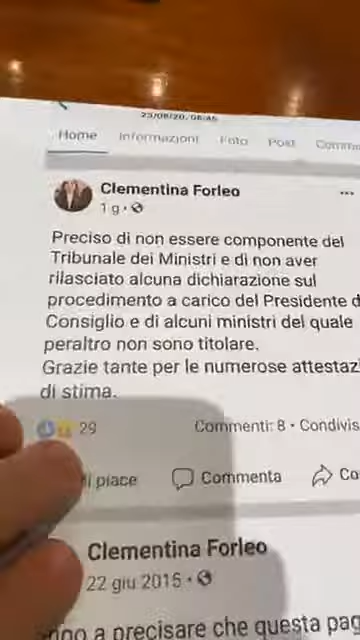 23/08/20, 08:45
Home Informazioni Foto Post
Clementina Forleo
1 g
Preciso di non essere componente del
Tribunale dei Ministri e di non aver
rilasciato alcuna dichiarazione sul
procedimento a carico del Presidente d
Consiglio e di alcuni ministri del quale
peraltro non sono titolare.
Grazie tante per le numerose attestaz
di stima.
29 Commenti: 8 • Condivis
i piace Commenta Co
Clementina Forleo
22 giu 2015
a precisare che questa pag